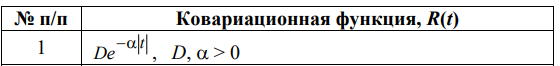 № п/п Ковариационная функция, R(t)
1 De^{−α|t|}, D, α > 0